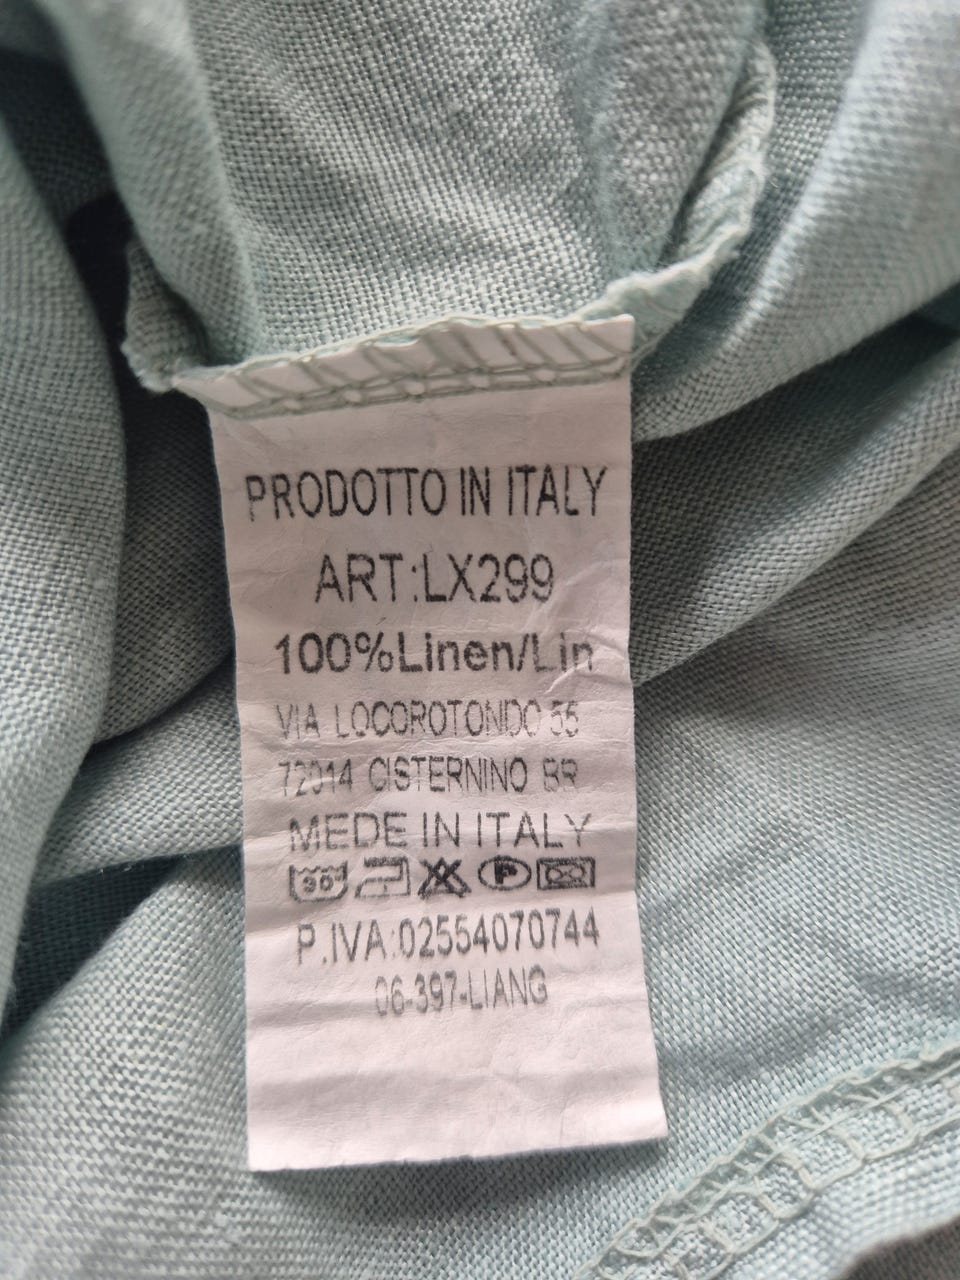 PRODOTTO IN ITALY
ART:LX299
100%Linen/Lin
VIA LOCOROTONDO 55
72014 CISTERNINO BR
MEDE IN ITALY
30° P
P.IVA:02554070744
06-397-LIANG